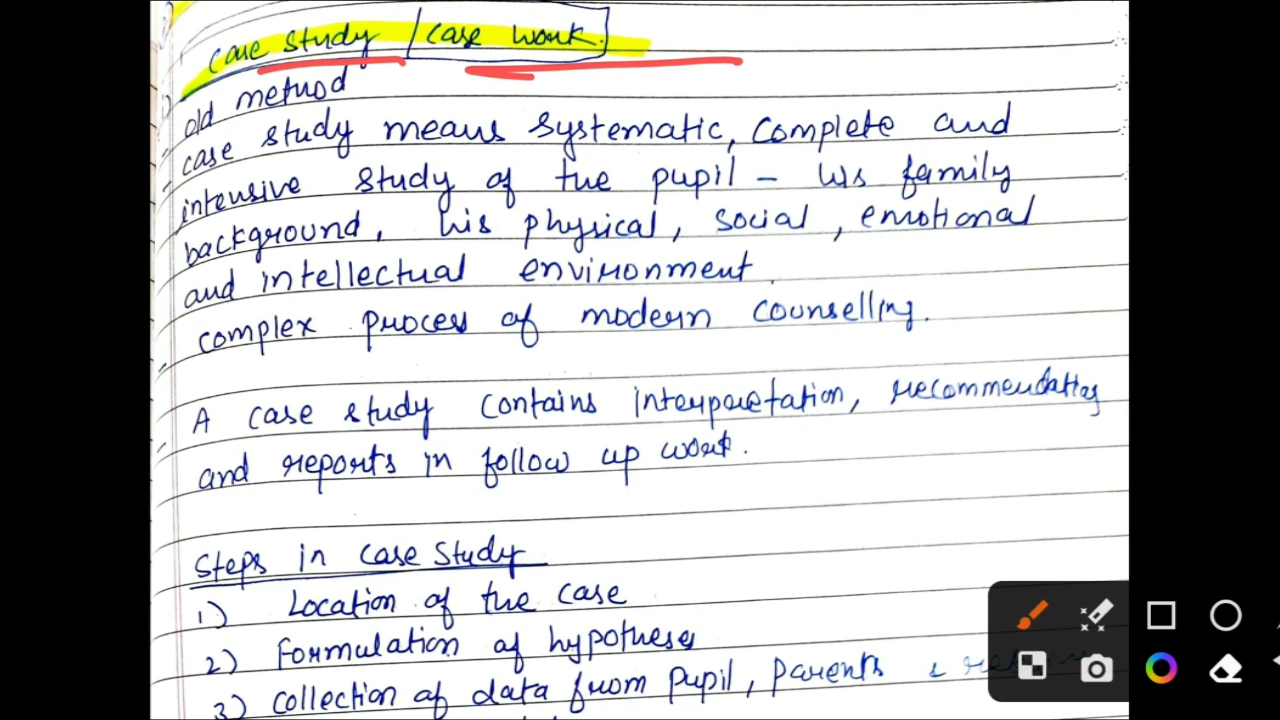 Case study / case work.
old method
case study means systematic, complete and
intensive study of the pupil - his family
background, his physical, social, emotional
and intellectual environment
complex process of modern counselling.
A case study contains interpretation, recommendations
and reports in follow up work.
Steps in case study
1) Location of the case
2) Formulation of hypotheses
3) collection of data from pupil, parents &